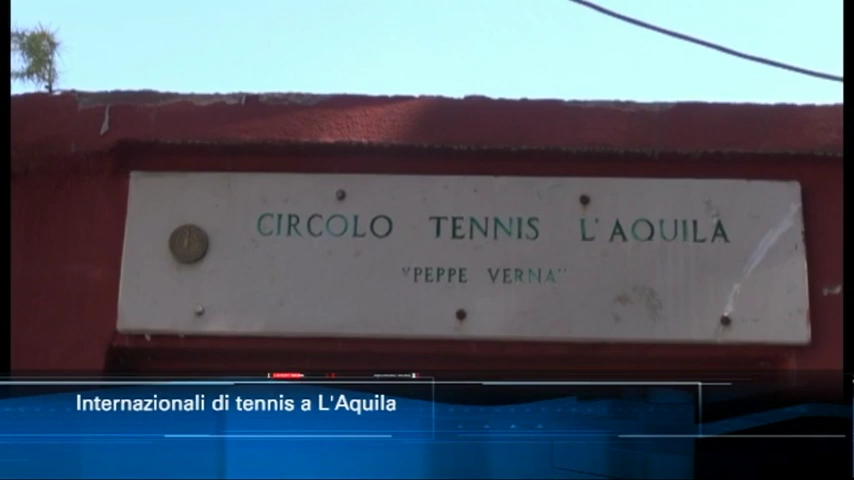 CIRCOLO TENNIS L'AQUILA
"PEPPE VERNA"
Internazionali di tennis a L'Aquila